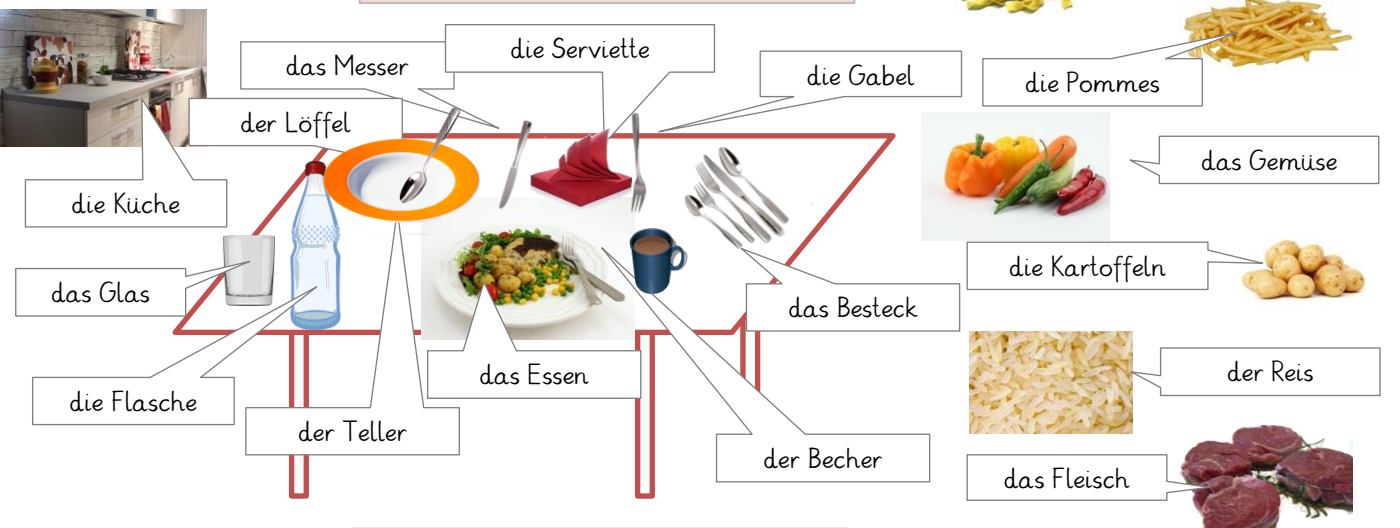 die Serviette
das Messer
die Gabel
die Pommes
der Löffel
das Gemüse
die Küche
die Kartoffeln
das Glas
das Besteck
das Essen
der Reis
die Flasche
der Teller
der Becher
das Fleisch